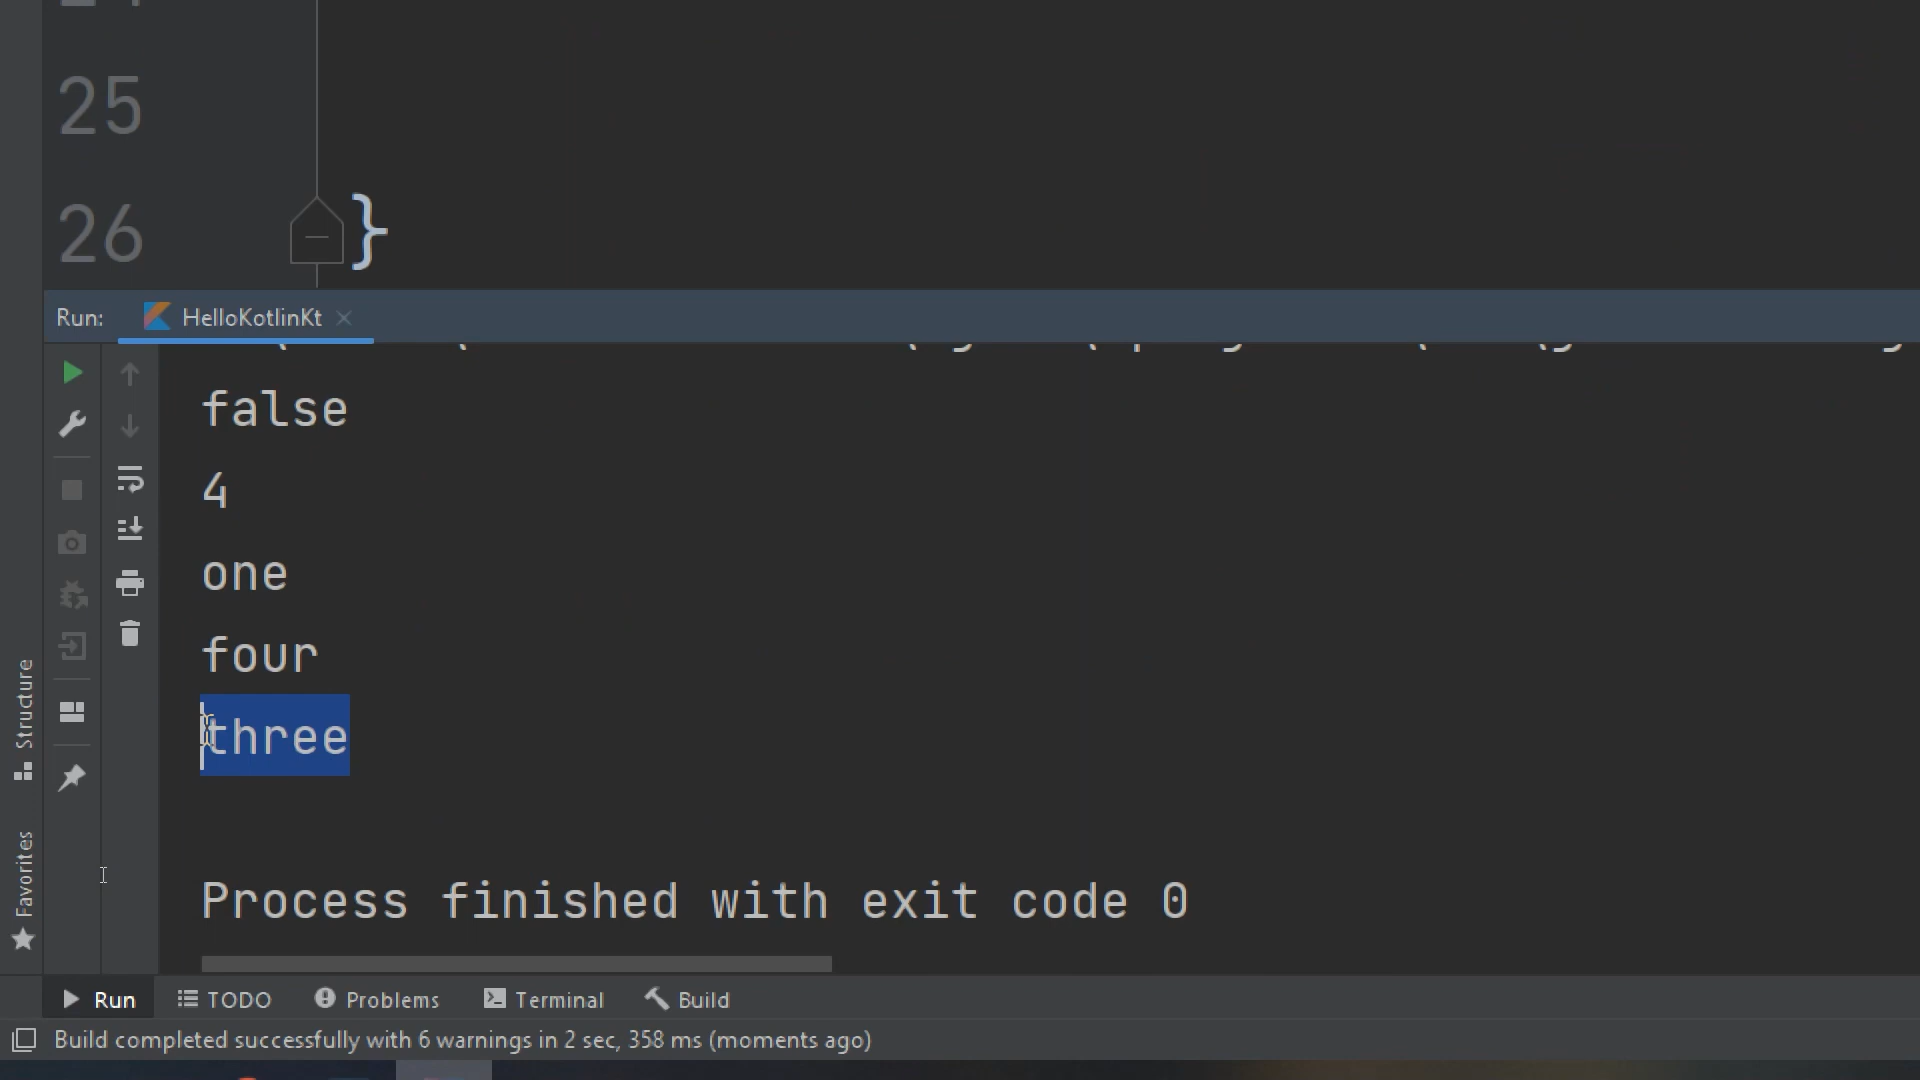 25
26 }
Run: HelloKotlinKt
false
4
one
four
three
Process finished with exit code 0
Structure
Favorites
Run TODO Problems Terminal Build
Build completed successfully with 6 warnings in 2 sec, 358 ms (moments ago)